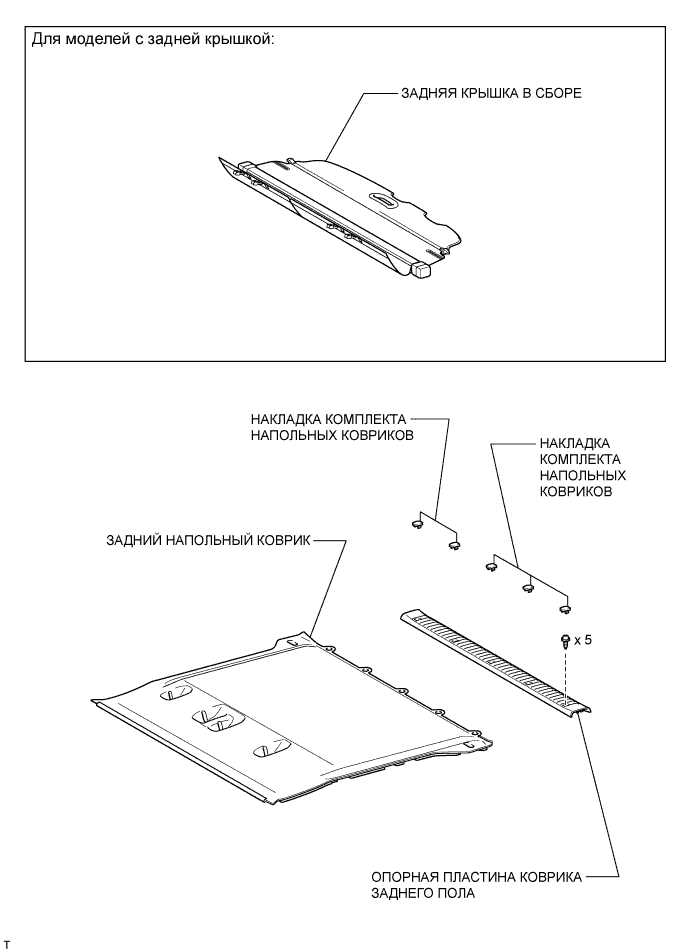 Для моделей с задней крышкой:
ЗАДНЯЯ КРЫШКА В СБОРЕ
НАКЛАДКА КОМПЛЕКТА
НАПОЛЬНЫХ КОВРИКОВ
НАКЛАДКА
КОМПЛЕКТА
НАПОЛЬНЫХ
КОВРИКОВ
ЗАДНИЙ НАПОЛЬНЫЙ КОВРИК
x 5
ОПОРНАЯ ПЛАСТИНА КОВРИКА
ЗАДНЕГО ПОЛА
T